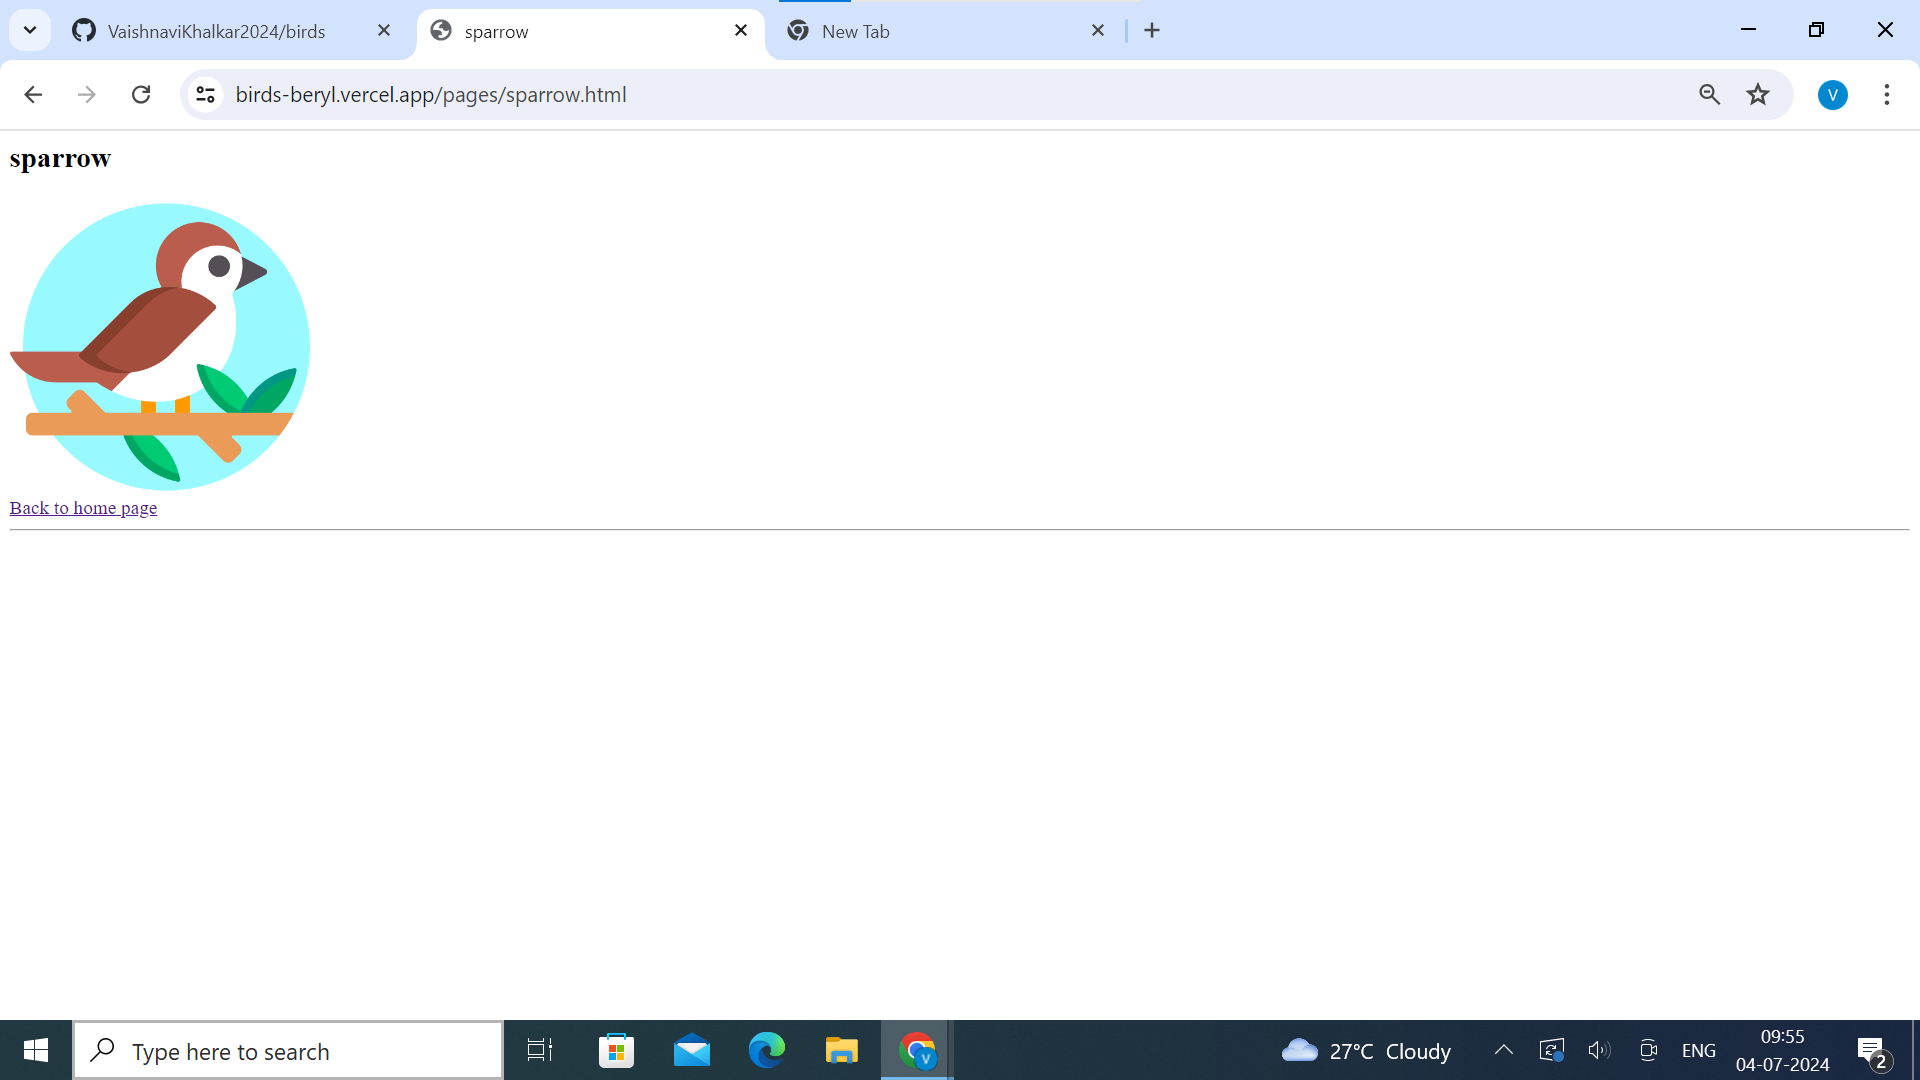 VaishnaviKhalkar2024/birds
sparrow
New Tab
birds-beryl.vercel.app/pages/sparrow.html
V
sparrow
Back to home page
Type here to search
V
27°C Cloudy
ENG
09:55
04-07-2024
2